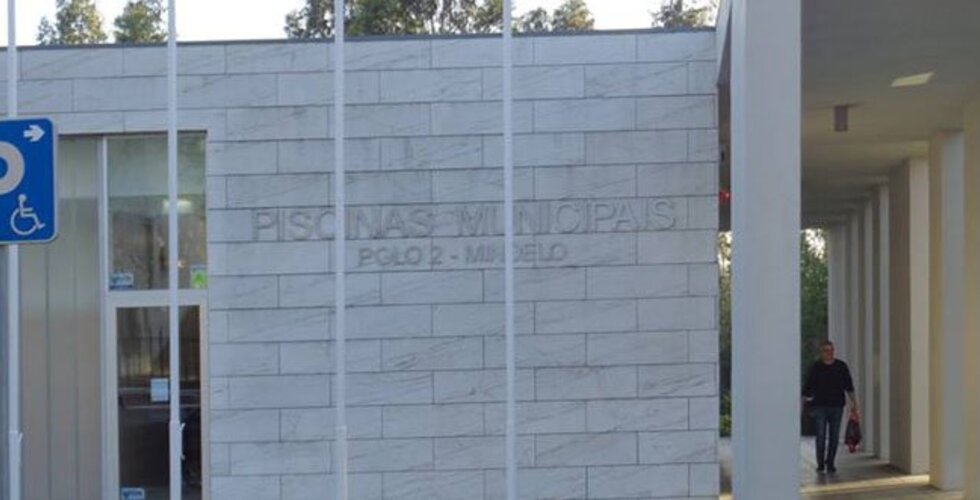 PISCINAS MUNICIPAIS
POLO 2 - MINDELO